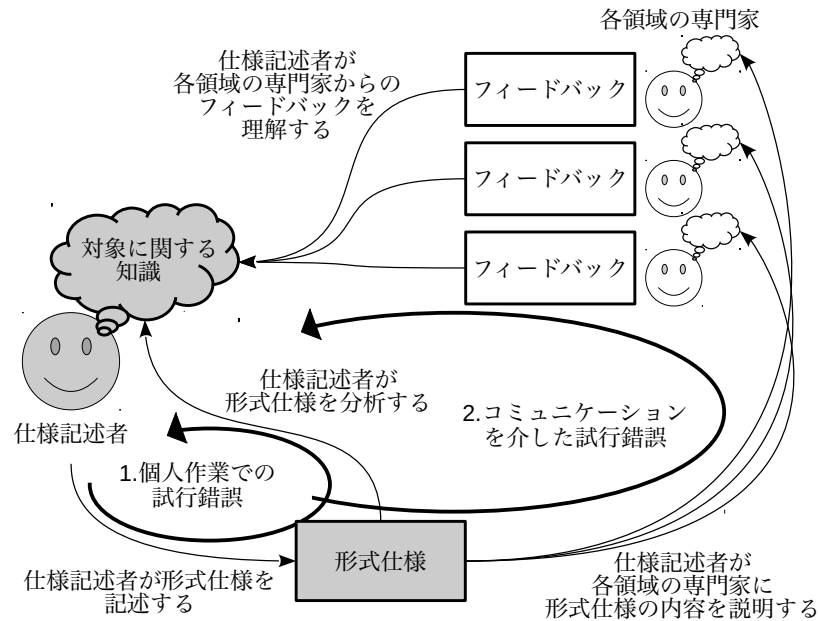 各領域の専門家
仕様記述者が
各領域の専門家からの
フィードバックを
理解する
フィードバック
フィードバック
フィードバック
対象に関する
知識
仕様記述者
仕様記述者が
形式仕様を分析する
2.コミュニケーション
を介した試行錯誤
1.個人作業での
試行錯誤
形式仕様
仕様記述者が形式仕様を
記述する
仕様記述者が
各領域の専門家に
形式仕様の内容を説明する